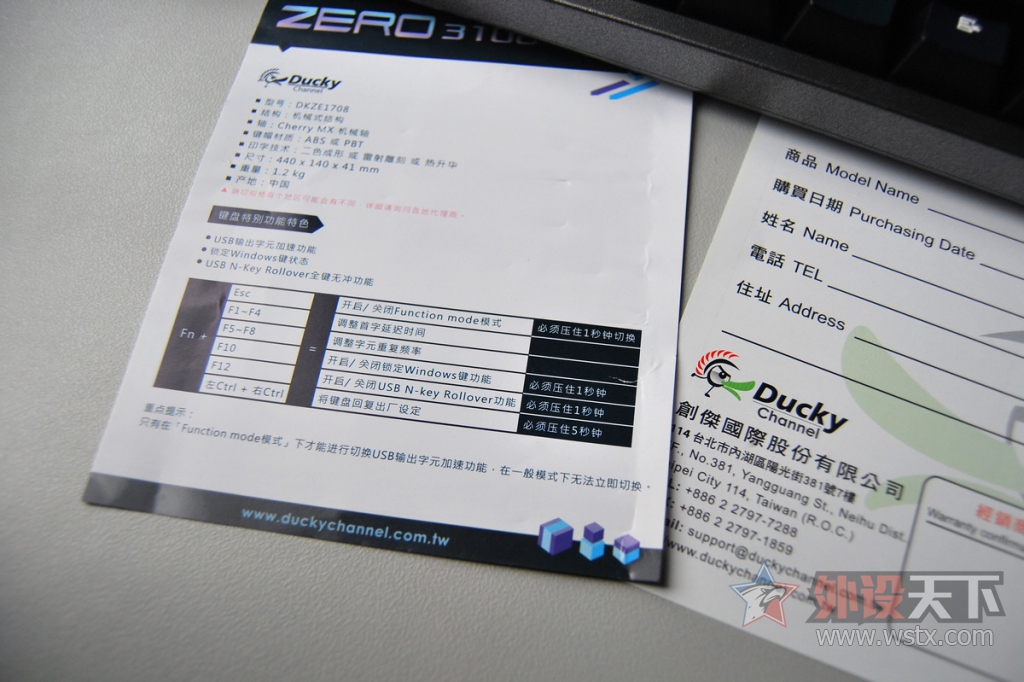 ZERO 3108
Ducky
Channel
型号：DKZE1708
结构：机械式结构
轴：Cherry MX 机械轴
键帽材质：ABS 或 PBT
印字技术：二色成形 或 雷射雕刻 或 热升华
尺寸：440 x 140 x 41 mm
重量：1.2 kg
产地：中国
键盘特别功能特色
USB输出字元加速功能
锁定Windows键状态
USB N-Key Rollover全键无冲功能
Fn +
Esc
F1~F4
F5~F8
F10
F12
左Ctrl + 右Ctrl
=
开启/ 关闭Function mode模式
调整首字延迟时间
调整字元重复频率
开启/ 关闭锁定Windows键功能
开启/ 关闭USB N-key Rollover功能
将键盘回复出厂设定
必须压住1秒钟切换
必须压住1秒钟
必须压住1秒钟
必须压住5秒钟
重点提示：
只有在「Function mode模式」下才能进行切换USB输出字元加速功能，在一般模式下无法立即切换。
www.duckychannel.com.tw
商品 Model Name
購買日期 Purchasing Date
姓名 Name
電話 TEL
住址 Address
Ducky
Channel
創傑國際股份有限公司
114 台北市內湖區陽光街381號7樓
F., No.381, Yangguang St., Neihu Dist.
ipei City 114, Taiwan (R.O.C.)
: +886 2 2797-7288
: +886 2 2797-1859
ail: support@duckychannel.com
www.duckycha
經銷
Warranty confirm
外设天下
www.wstx.com